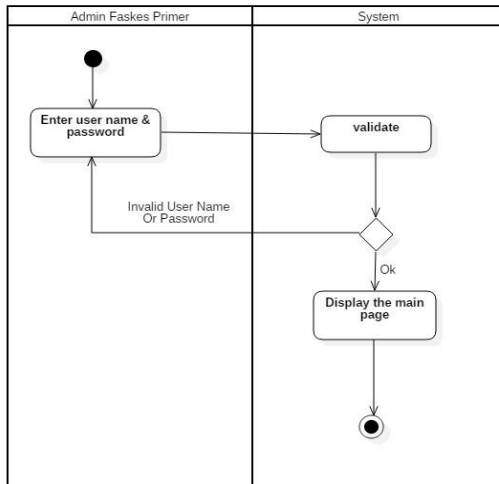 Admin Faskes Primer
System
Enter user name &
password
validate
Invalid User Name
Or Password
Ok
Display the main
page